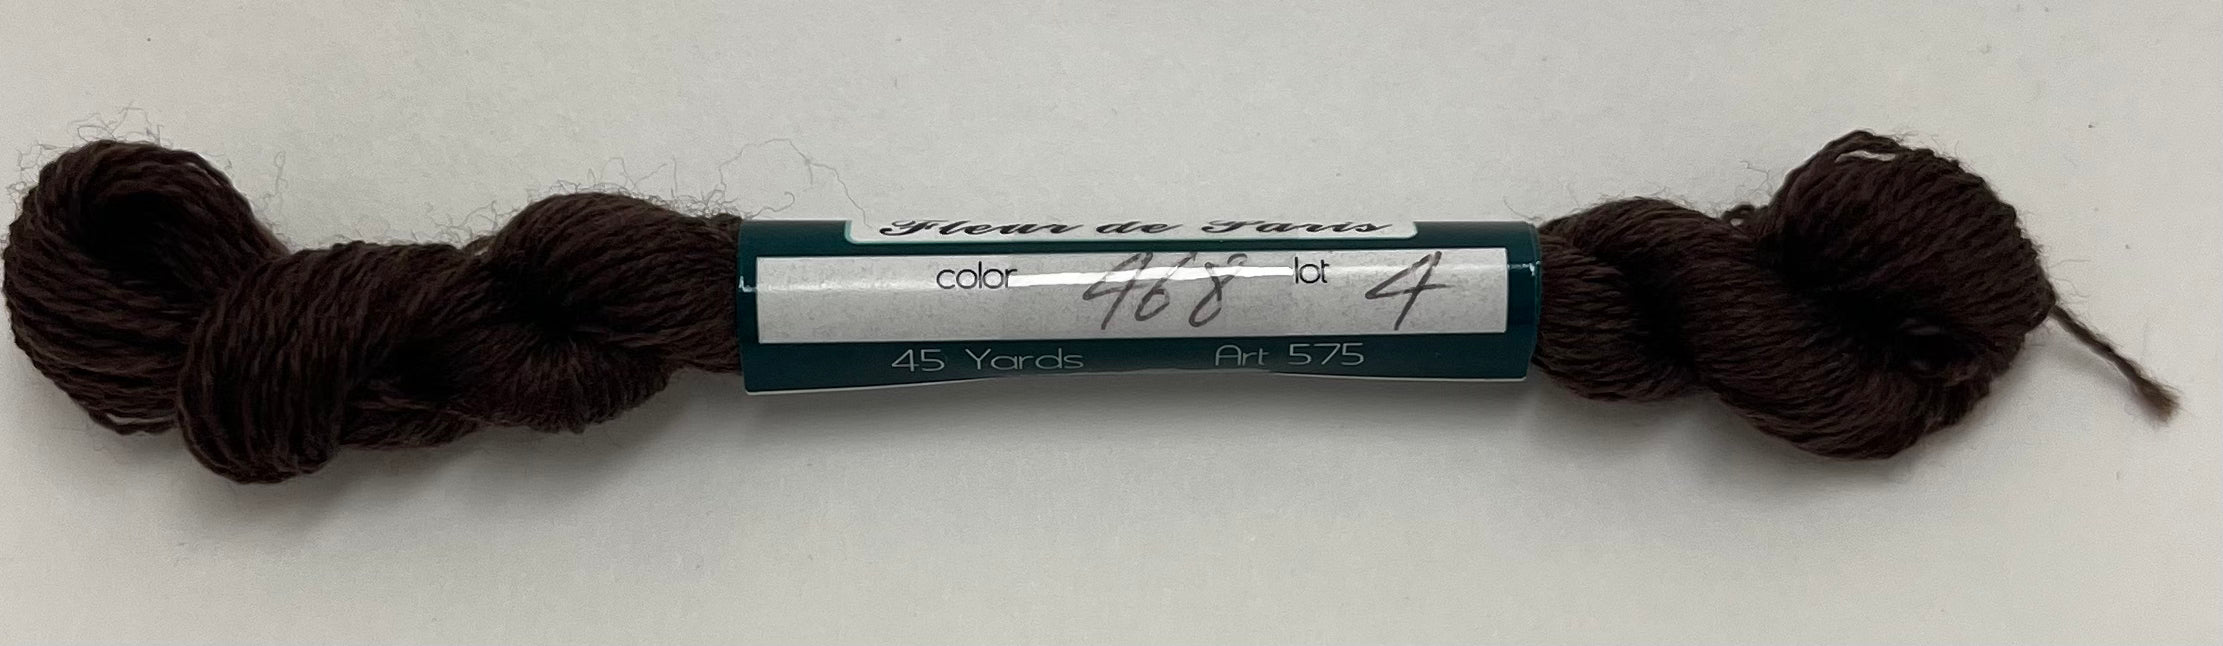 Fleur de Paris
color 468 lot 4
45 Yards Art 575